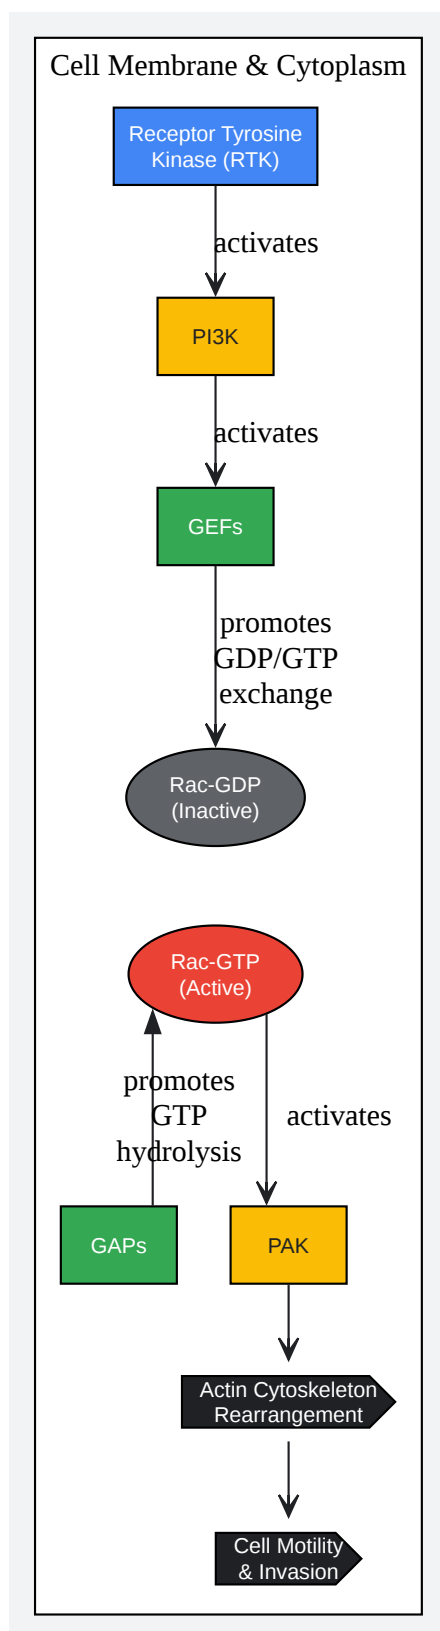 Cell Membrane & Cytoplasm
Receptor Tyrosine
Kinase (RTK)
activates
PI3K
activates
GEFs
promotes
GDP/GTP
exchange
Rac-GDP
(Inactive)
Rac-GTP
(Active)
promotes
GTP
hydrolysis
activates
GAPs
PAK
Actin Cytoskeleton
Rearrangement
Cell Motility
& Invasion